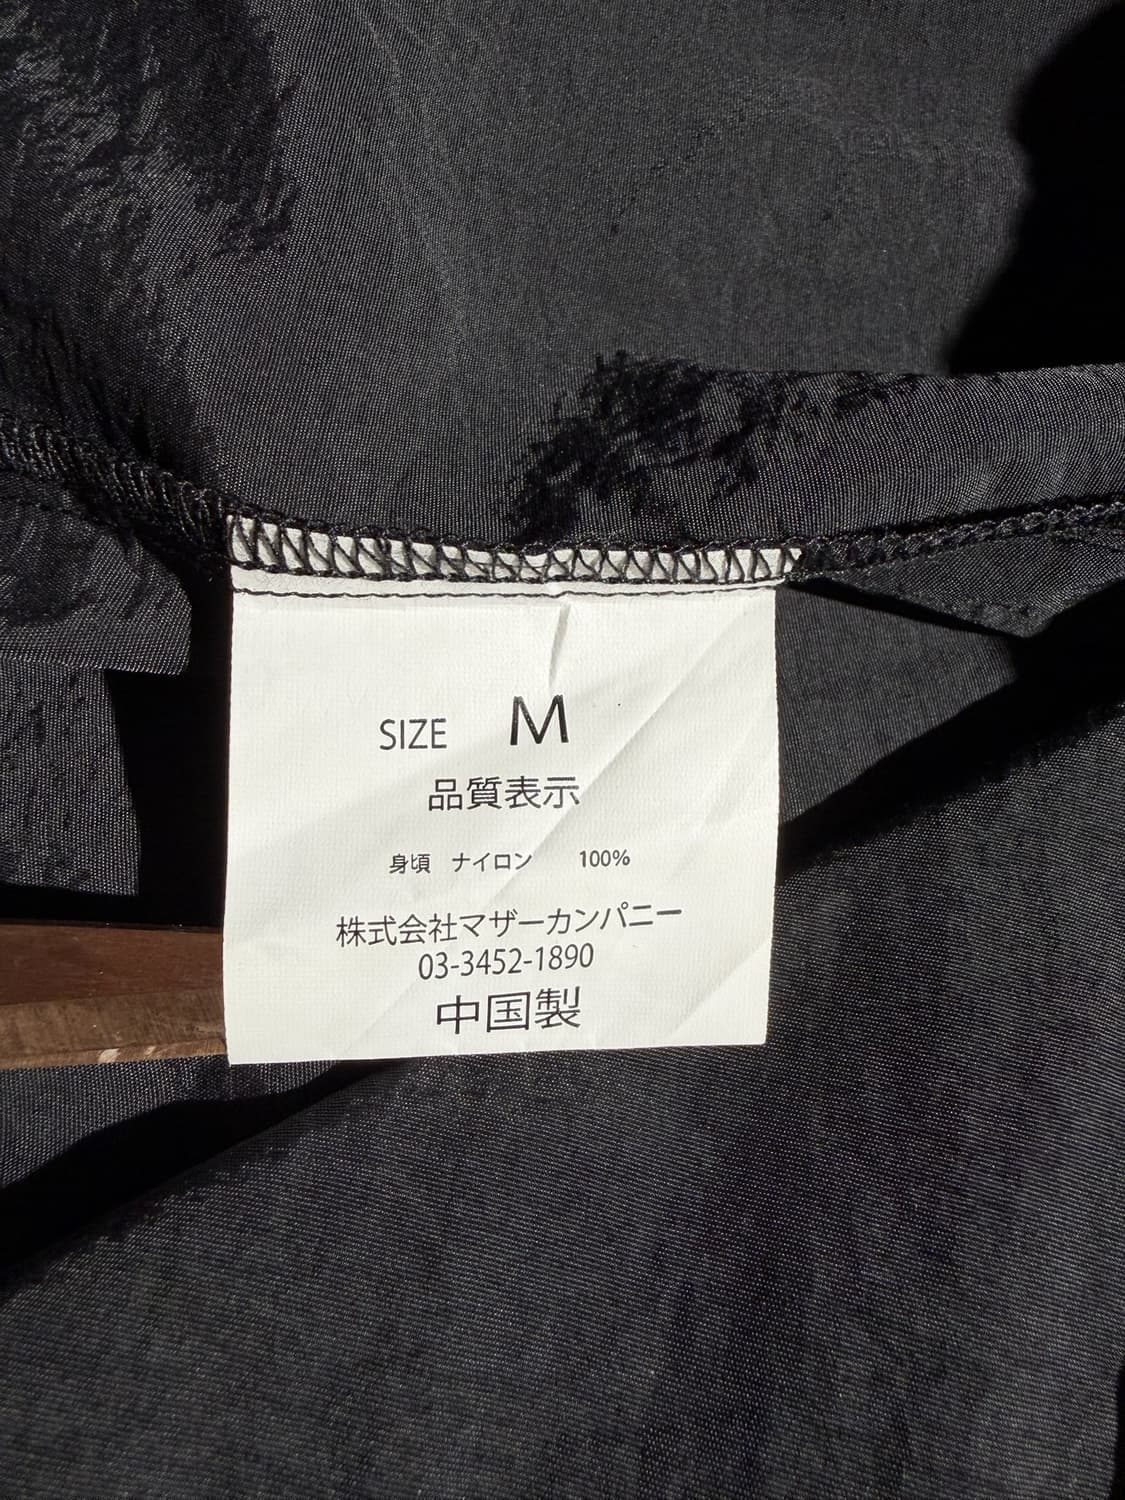 SIZE M
品質表示
身頃 ナイロン 100%
株式会社マザーカンパニー
03-3452-1890
中国製